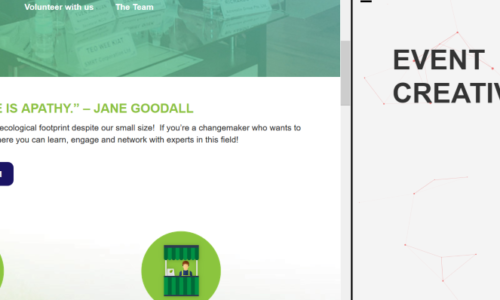 Volunteer with us The Team
E IS APATHY.” – JANE GOODALL
ecological footprint despite our small size! If you’re a changemaker who wants to
here you can learn, engage and network with experts in this field!
EVENT
CREATIV